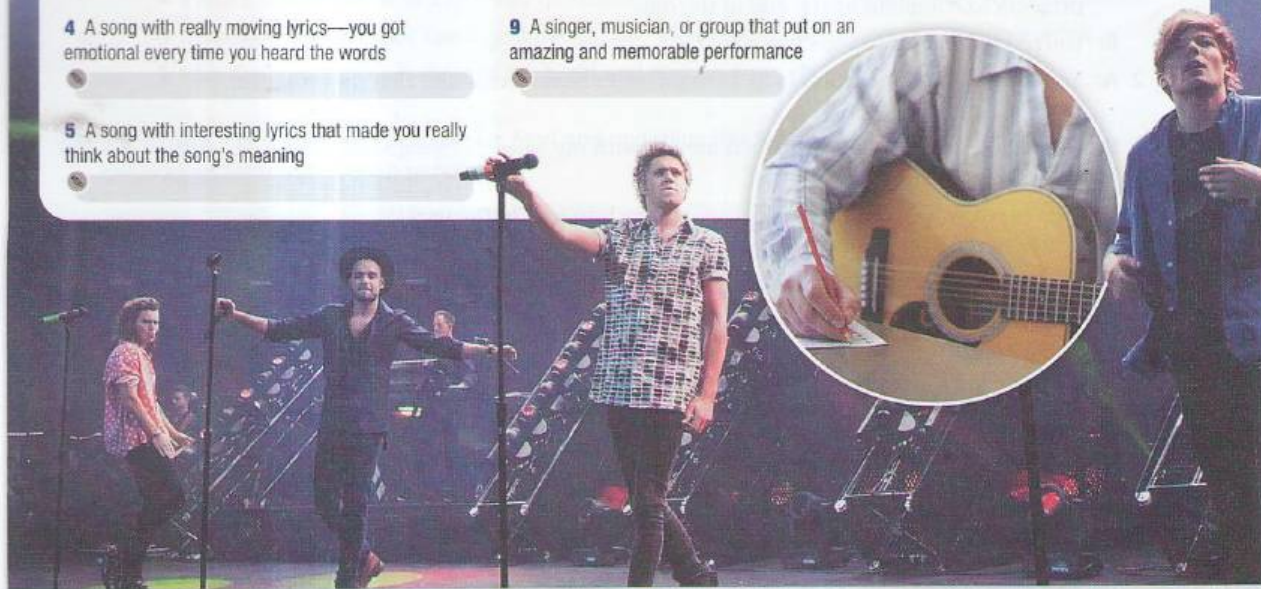 4 A song with really moving lyrics—you got
emotional every time you heard the words
5 A song with interesting lyrics that made you really
think about the song's meaning
9 A singer, musician, or group that put on an
amazing and memorable performance